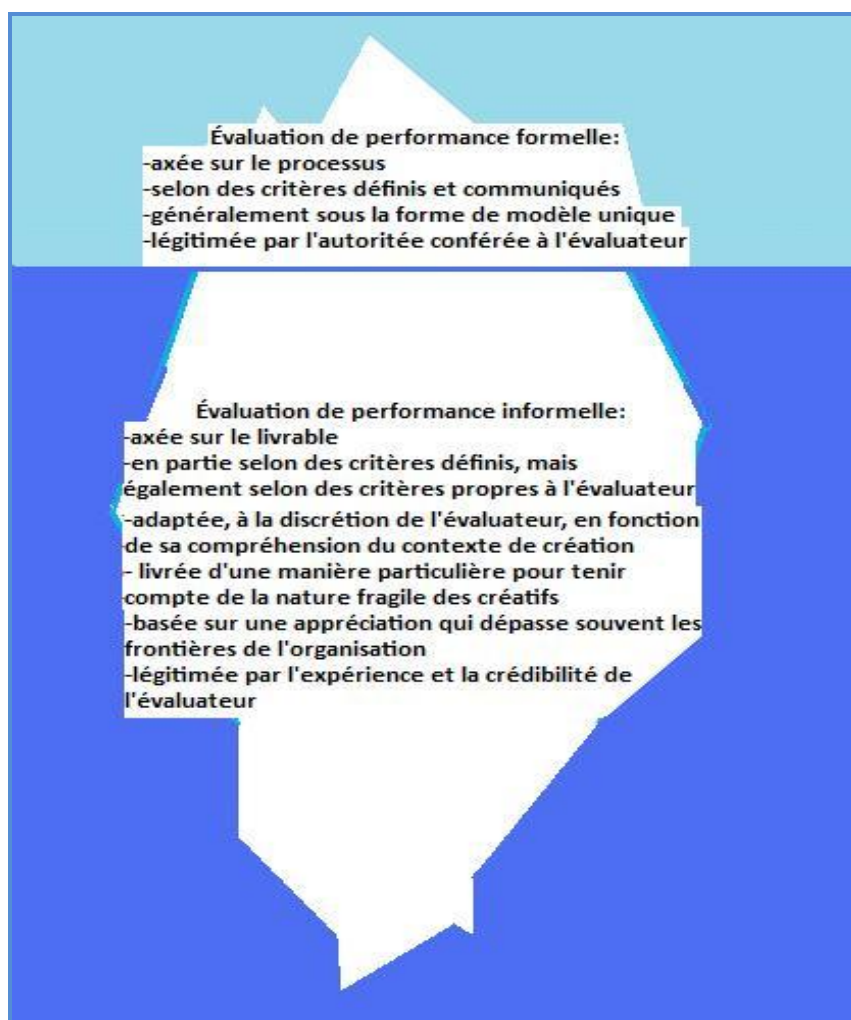 Évaluation de performance formelle:
-axée sur le processus
-selon des critères définis et communiqués
-généralement sous la forme de modèle unique
-légitimée par l'autoritée conférée à l'évaluateur
Évaluation de performance informelle:
-axée sur le livrable
-en partie selon des critères définis, mais
également selon des critères propres à l'évaluateur
-adaptée, à la discrétion de l'évaluateur, en fonction
de sa compréhension du contexte de création
- livrée d'une manière particulière pour tenir
compte de la nature fragile des créatifs
-basée sur une appréciation qui dépasse souvent les
frontières de l'organisation
-légitimée par l'expérience et la crédibilité de
l'évaluateur